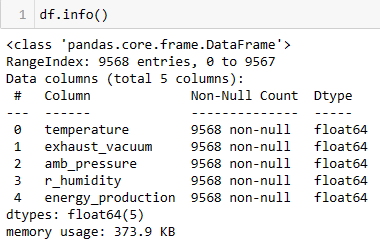 1 df.info()
<class 'pandas.core.frame.DataFrame'>
RangeIndex: 9568 entries, 0 to 9567
Data columns (total 5 columns):
 #   Column             Non-Null Count  Dtype
---  ------             --------------  -----
 0   temperature        9568 non-null   float64
 1   exhaust_vacuum     9568 non-null   float64
 2   amb_pressure       9568 non-null   float64
 3   r_humidity         9568 non-null   float64
 4   energy_production  9568 non-null   float64
dtypes: float64(5)
memory usage: 373.9 KB